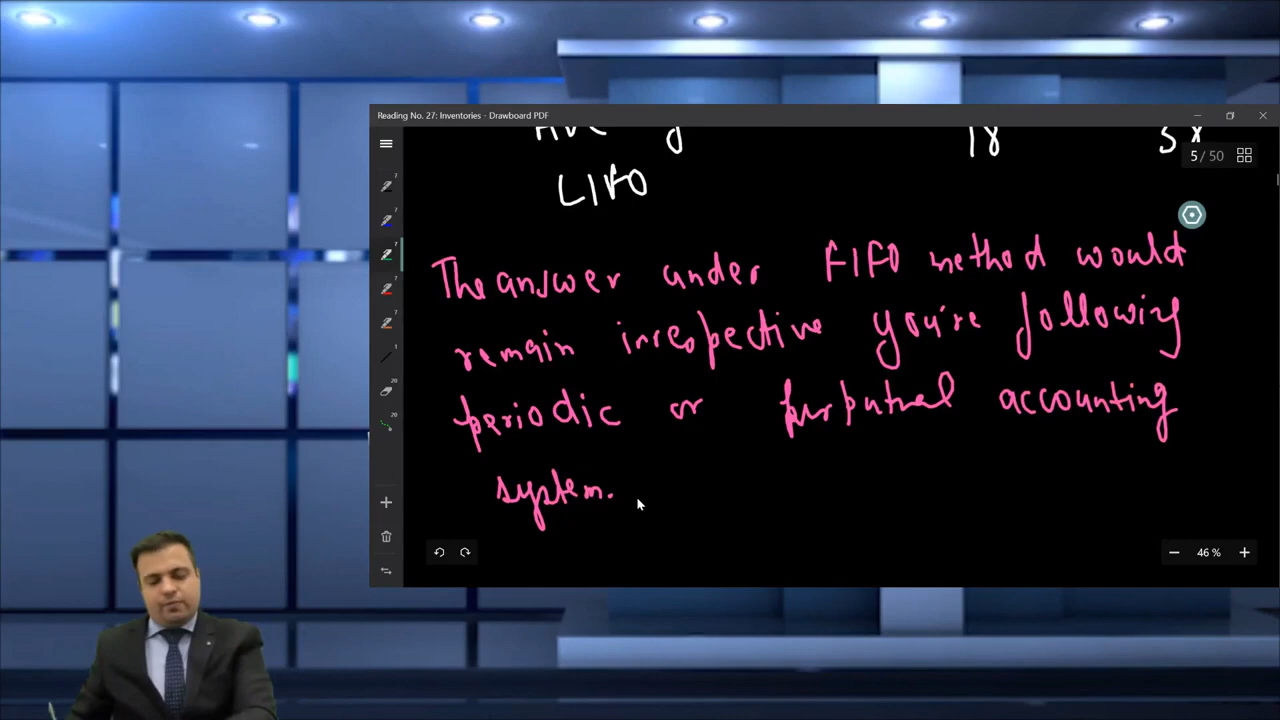 Reading No. 27: Inventories - Drawboard PDF
5 / 50
18
LIFO
The answer under FIFO method would
remain irrespective you're following
periodic or perputual accounting
system.
46 %